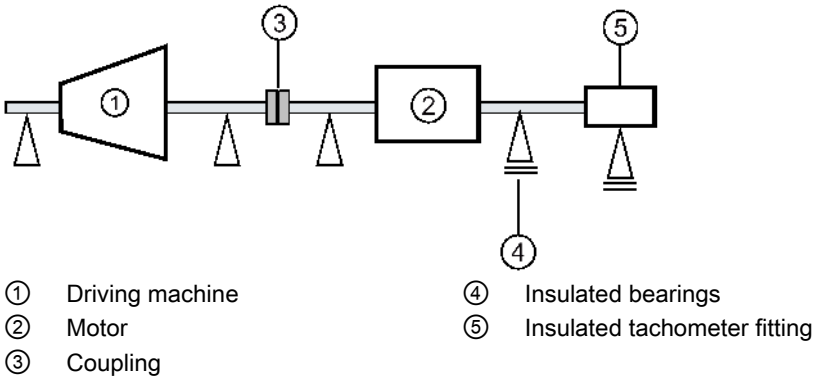 ③
⑤
①
②
④
① Driving machine
② Motor
③ Coupling
④ Insulated bearings
⑤ Insulated tachometer fitting